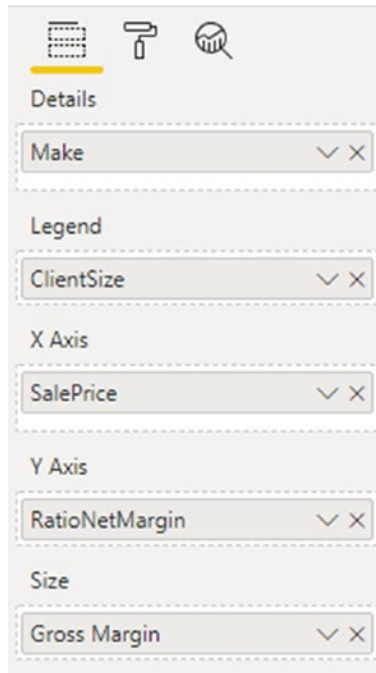 Details
Make
Legend
ClientSize
X Axis
SalePrice
Y Axis
RatioNetMargin
Size
Gross Margin